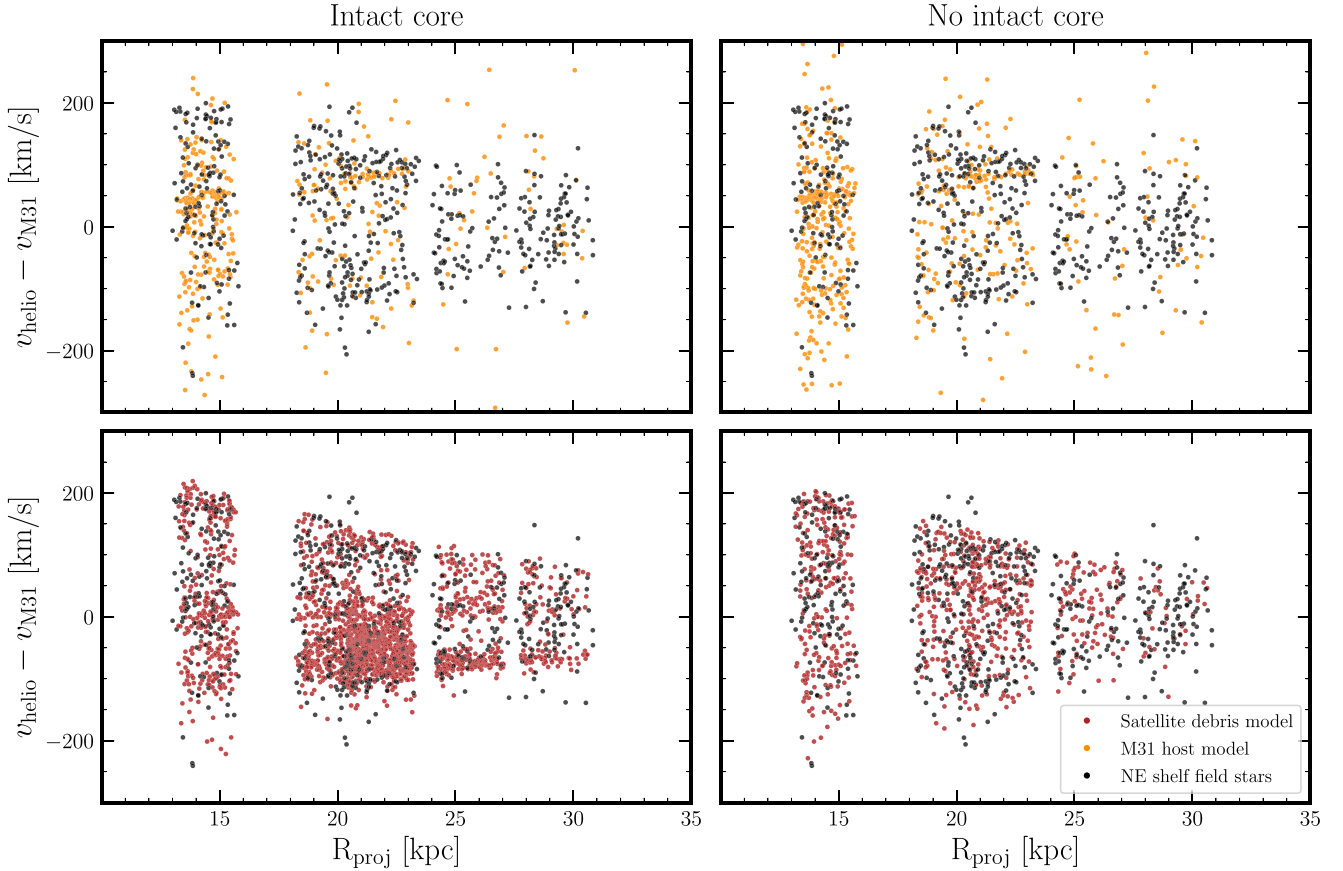 Intact core
No intact core
v_helio − v_M31 [km/s]
200
0
−200
v_helio − v_M31 [km/s]
200
0
−200
Satellite debris model
M31 host model
NE shelf field stars
15 20 25 30 35
15 20 25 30 35
R_proj [kpc]
R_proj [kpc]